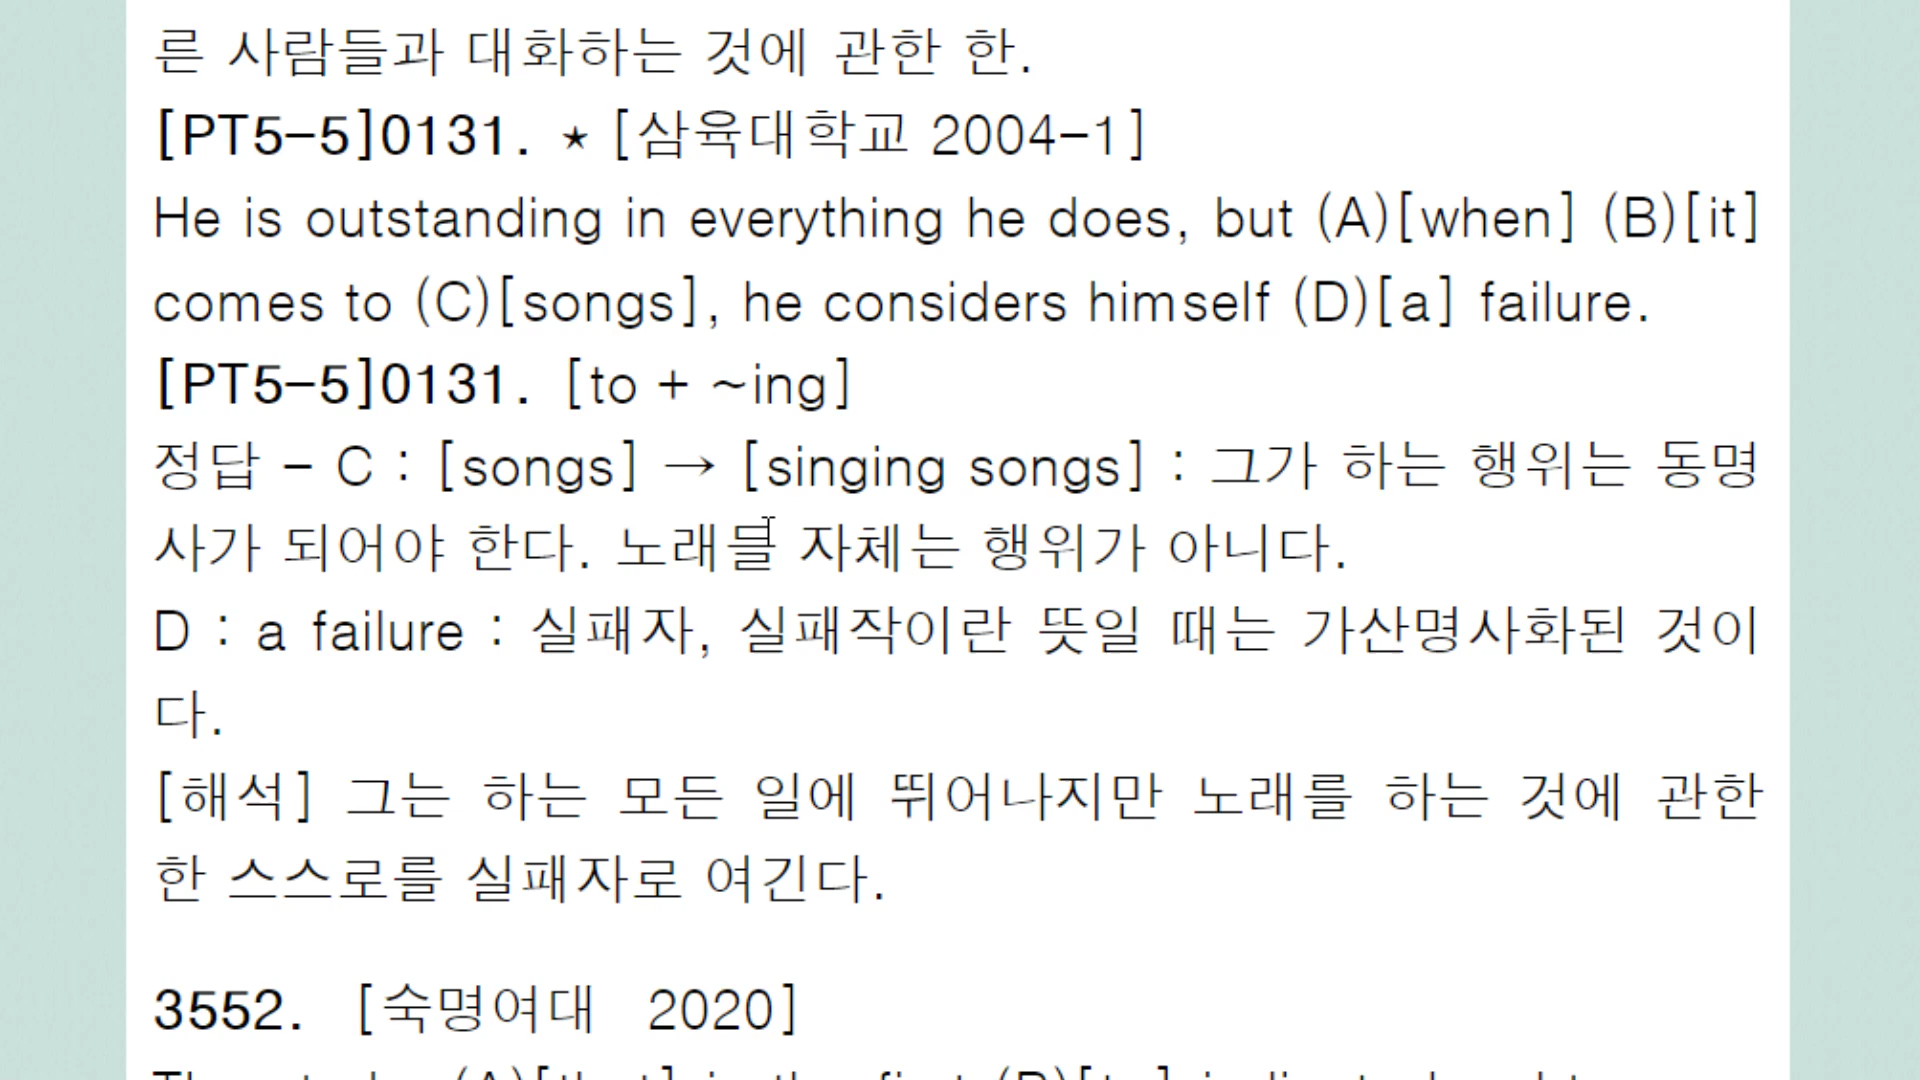 른 사람들과 대화하는 것에 관한 한.
[PT5-5]0131. ⋆ [삼육대학교 2004-1]
He is outstanding in everything he does, but (A)[when] (B)[it]
comes to (C)[songs], he considers himself (D)[a] failure.
[PT5-5]0131. [to + ~ing]
정답 - C : [songs] → [singing songs] : 그가 하는 행위는 동명
사가 되어야 한다. 노래들 자체는 행위가 아니다.
D : a failure : 실패자, 실패작이란 뜻일 때는 가산명사화된 것이
다.
[해석] 그는 하는 모든 일에 뛰어나지만 노래를 하는 것에 관한
한 스스로를 실패자로 여긴다.
3552. [숙명여대 2020]